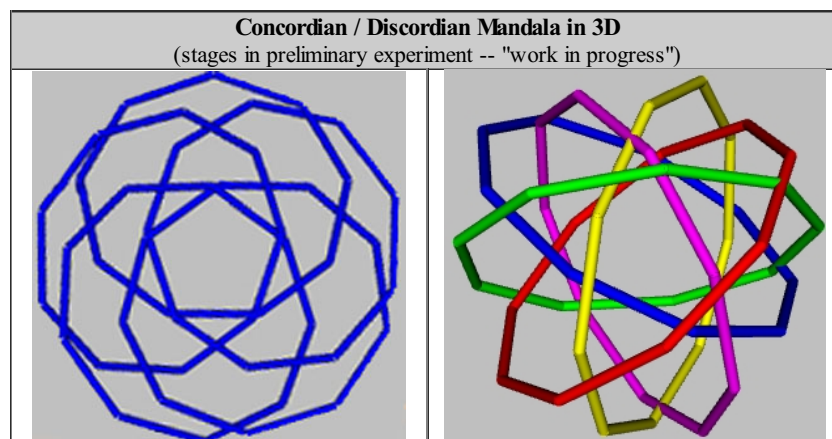 Concordian / Discordian Mandala in 3D
(stages in preliminary experiment -- "work in progress")